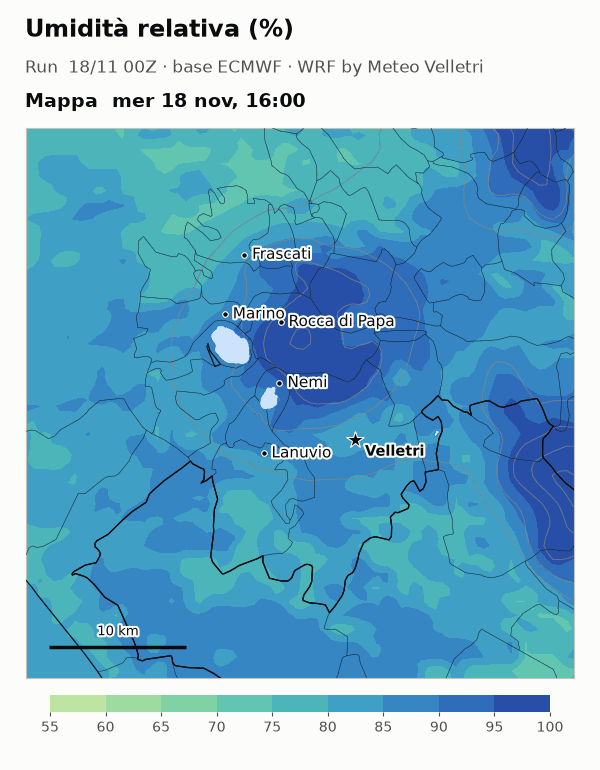 Umidità relativa (%)
Run  18/11 00Z · base ECMWF · WRF by Meteo Velletri
Mappa  mer 18 nov, 16:00
Frascati
Marino
Rocca di Papa
Nemi
Velletri
Lanuvio
10 km
55 60 65 70 75 80 85 90 95 100